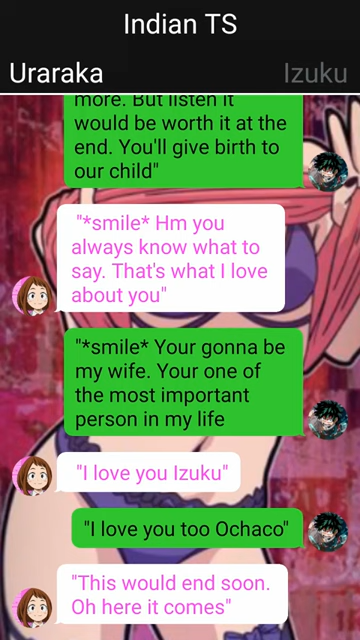 Indian TS
Uraraka Izuku
more. But listen it
would be worth it at the
end. You'll give birth to
our child"
"*smile* Hm you
always know what to
say. That's what I love
about you"
"*smile* Your gonna be
my wife. Your one of
the most important
person in my life
"I love you Izuku"
"I love you too Ochaco"
"This would end soon.
Oh here it comes"